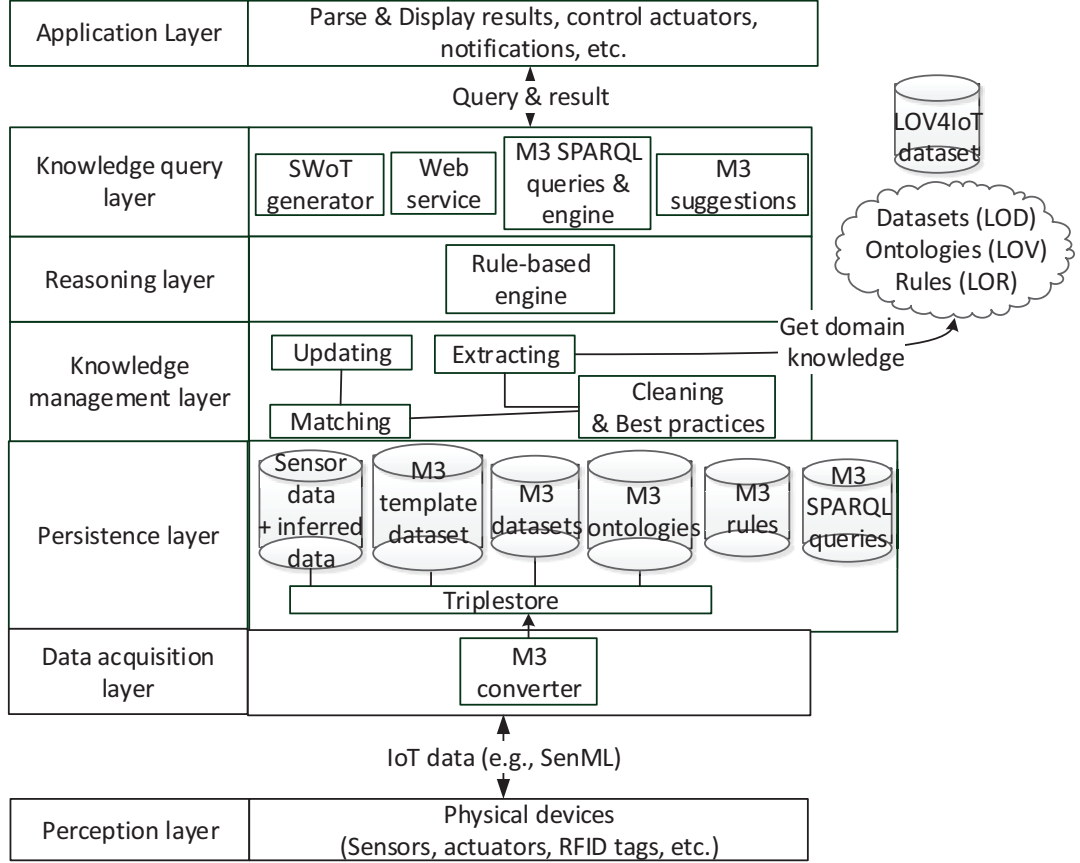 Application Layer
Parse & Display results, control actuators,
notifications, etc.
Query & result
LOV4IoT
dataset
Knowledge query
layer
SWoT
generator
Web
service
M3 SPARQL
queries &
engine
M3
suggestions
Datasets (LOD)
Ontologies (LOV)
Rules (LOR)
Reasoning layer
Rule-based
engine
Get domain
knowledge
Knowledge
management layer
Updating
Extracting
Matching
Cleaning
& Best practices
Persistence layer
Sensor
data
+ inferred
data
M3
template
dataset
M3
datasets
M3
ontologies
M3
rules
M3
SPARQL
queries
Triplestore
Data acquisition
layer
M3
converter
IoT data (e.g., SenML)
Perception layer
Physical devices
(Sensors, actuators, RFID tags, etc.)